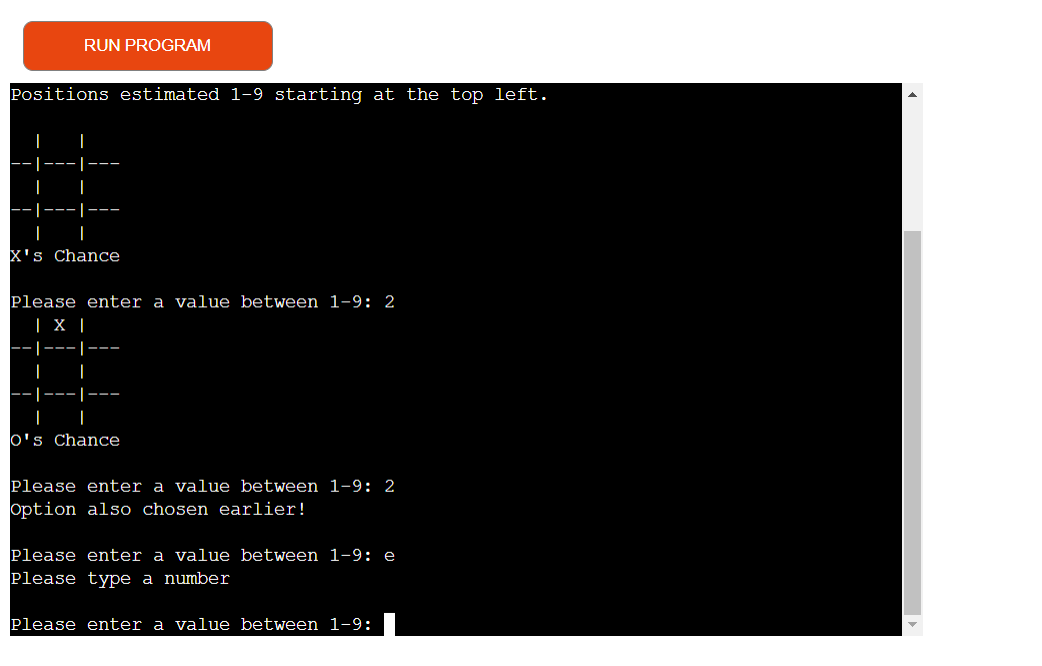 RUN PROGRAM
Positions estimated 1-9 starting at the top left.
  |   |
--|---|---
  |   |
--|---|---
  |   |
X's Chance
Please enter a value between 1-9: 2
  | X |
--|---|---
  |   |
--|---|---
  |   |
O's Chance
Please enter a value between 1-9: 2
Option also chosen earlier!
Please enter a value between 1-9: e
Please type a number
Please enter a value between 1-9: